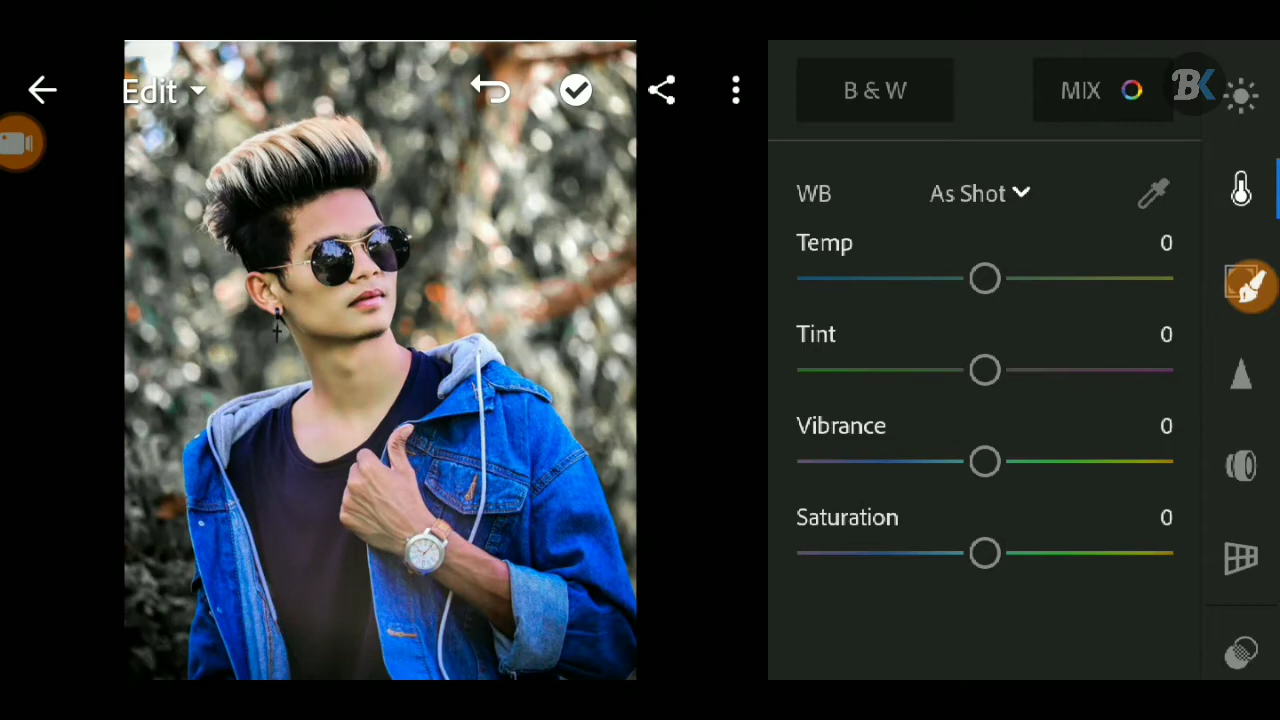 Edit
B & W
MIX
BK
WB
As Shot
Temp
0
Tint
0
Vibrance
0
Saturation
0